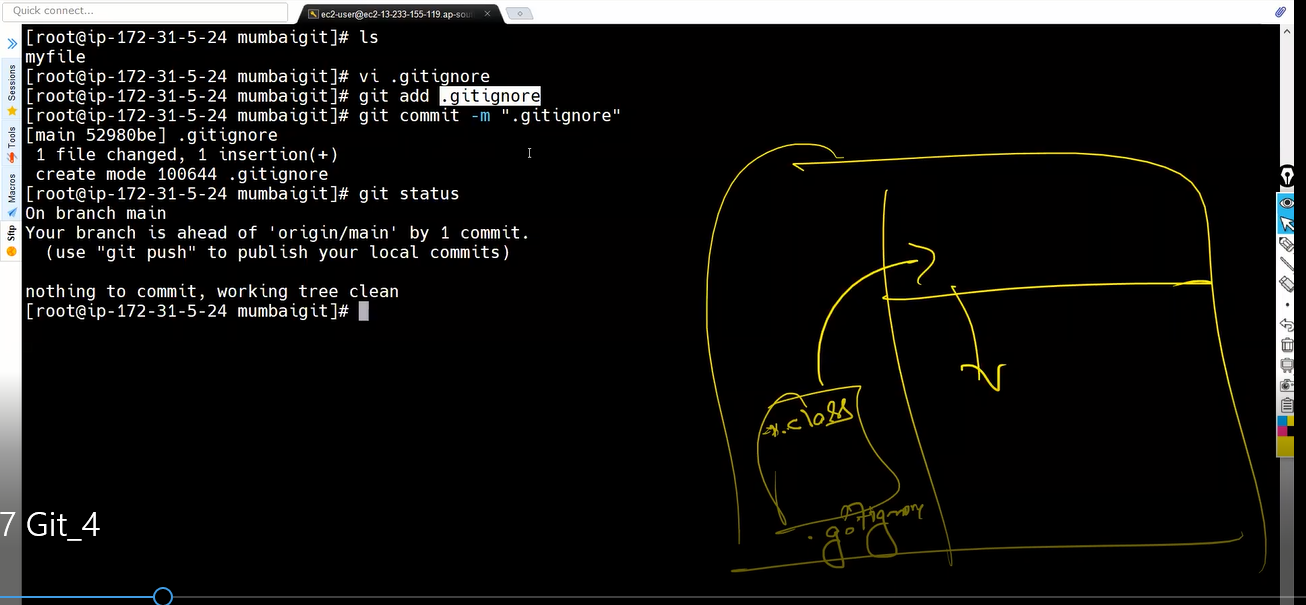 Quick connect...
ec2-user@ec2-13-233-155-119.ap-sou
Sessions
Tools
Macros
Sftp
[root@ip-172-31-5-24 mumbaigit]# ls
myfile
[root@ip-172-31-5-24 mumbaigit]# vi .gitignore
[root@ip-172-31-5-24 mumbaigit]# git add .gitignore
[root@ip-172-31-5-24 mumbaigit]# git commit -m ".gitignore"
[main 52980be] .gitignore
 1 file changed, 1 insertion(+)
 create mode 100644 .gitignore
[root@ip-172-31-5-24 mumbaigit]# git status
On branch main
Your branch is ahead of 'origin/main' by 1 commit.
  (use "git push" to publish your local commits)
nothing to commit, working tree clean
[root@ip-172-31-5-24 mumbaigit]#
*.class
7 Git_4